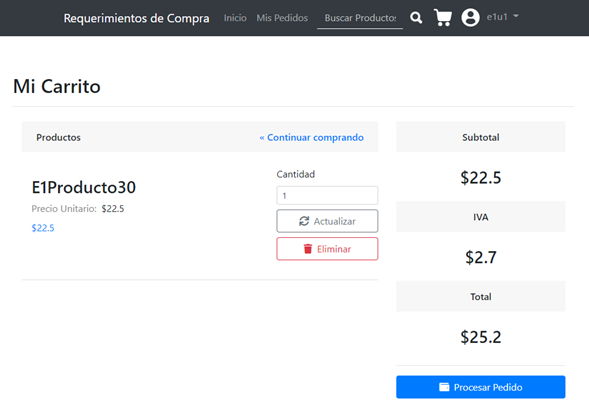 Requerimientos de Compra Inicio Mis Pedidos Buscar Productos e1u1
Mi Carrito
Productos « Continuar comprando
E1Producto30
Precio Unitario: $22.5
$22.5
Cantidad
1
Actualizar
Eliminar
Subtotal
$22.5
IVA
$2.7
Total
$25.2
Procesar Pedido